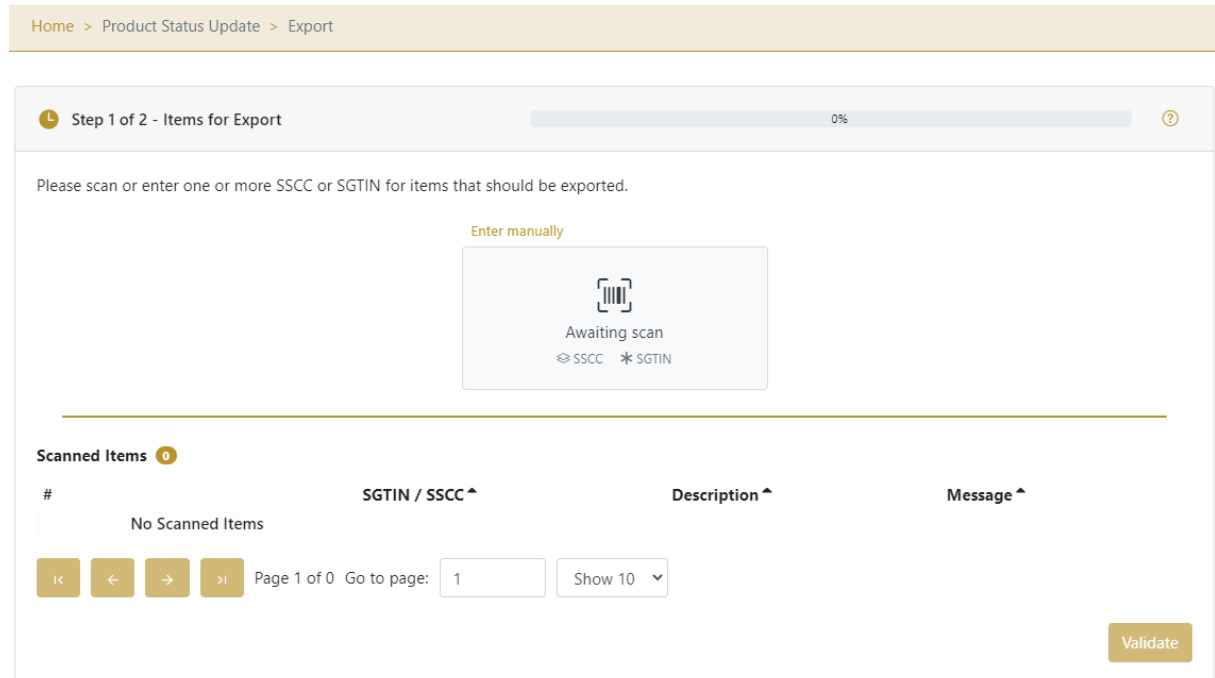 Home > Product Status Update > Export
Step 1 of 2 - Items for Export 0%
Please scan or enter one or more SSCC or SGTIN for items that should be exported.
Enter manually
Awaiting scan
SSCC SGTIN
Scanned Items 0
# SGTIN / SSCC Description Message
No Scanned Items
Page 1 of 0 Go to page: 1 Show 10
Validate